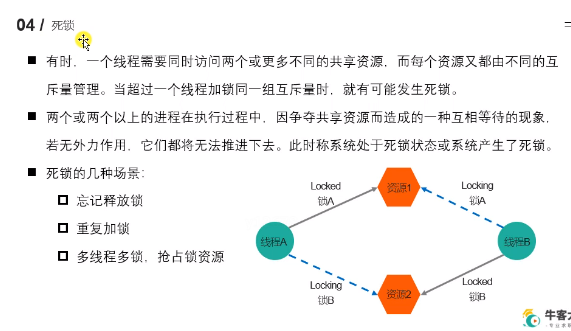 04 / 死锁
有时，一个线程需要同时访问两个或更多不同的共享资源，而每个资源又都由不同的互
斥量管理。当超过一个线程加锁同一组互斥量时，就有可能发生死锁。
两个或两个以上的进程在执行过程中，因争夺共享资源而造成的一种互相等待的现象，
若无外力作用，它们都将无法推进下去。此时称系统处于死锁状态或系统产生了死锁。
死锁的几种场景：
忘记释放锁
重复加锁
多线程多锁，抢占锁资源
Locked
锁A
资源1
Locking
锁A
线程A
线程B
Locking
锁B
资源2
Locked
锁B
牛客